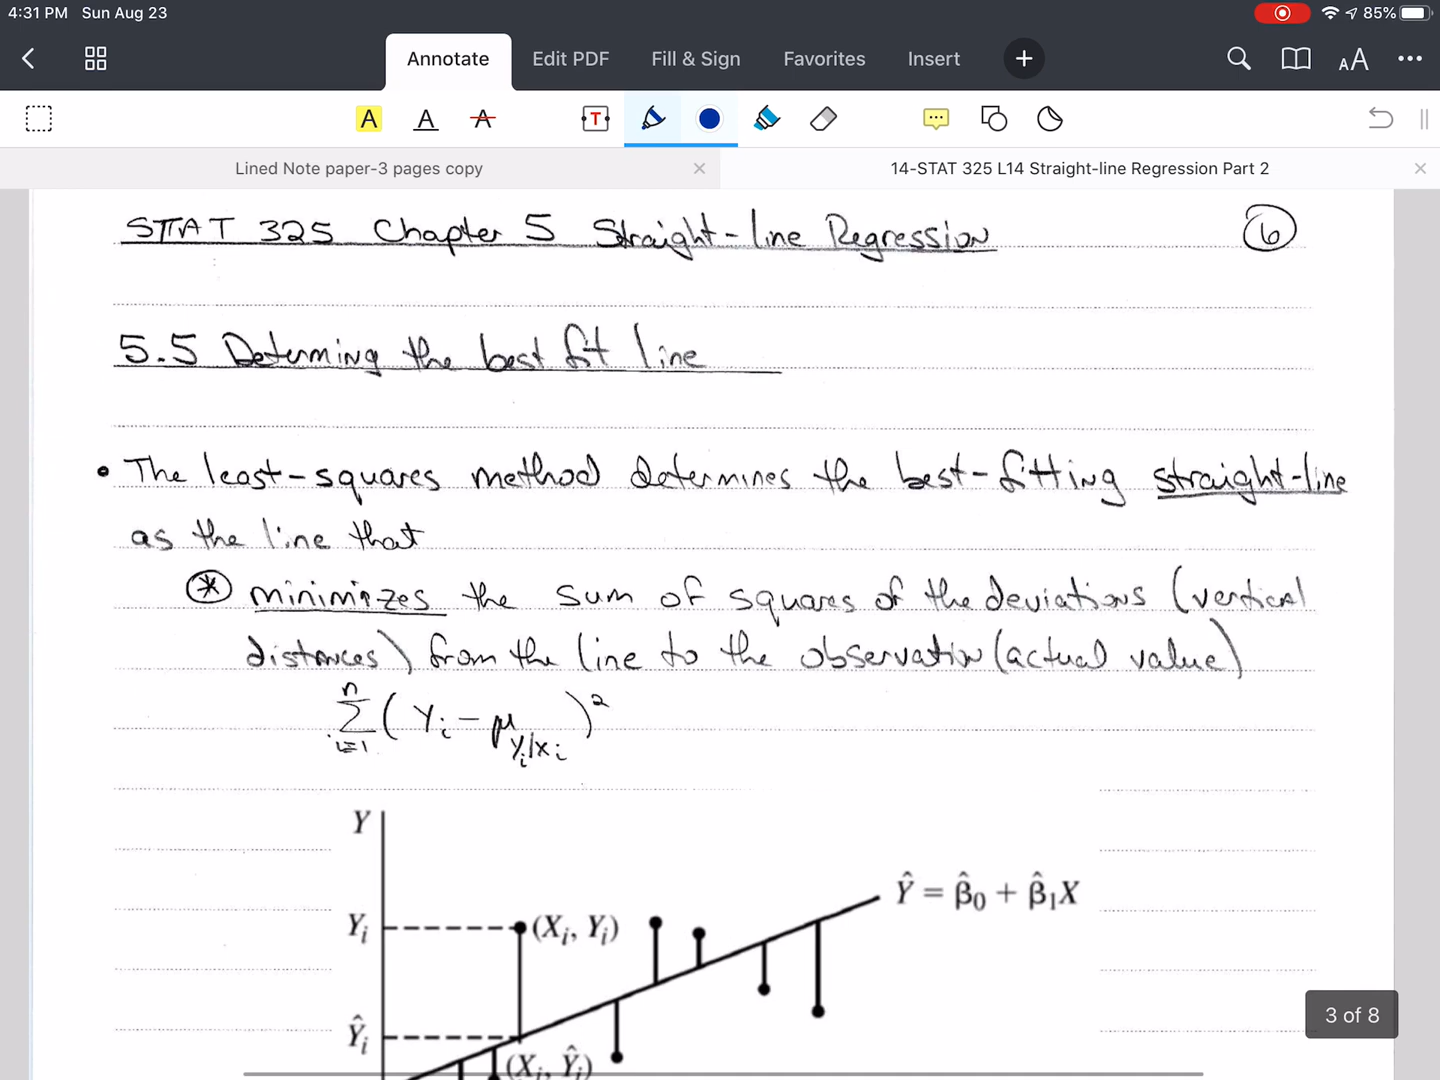 4:31 PM Sun Aug 23 85%
Annotate Edit PDF Fill & Sign Favorites Insert + AA
A A A T
Lined Note paper-3 pages copy × 14-STAT 325 L14 Straight-line Regression Part 2 ×
STAT 325 Chapter 5 Straight-line Regression 6
5.5 Determing the best fit line
• The least-squares method determines the best-fitting straight-line
as the line that
* minimizes the sum of squares of the deviations (vertical
distances) from the line to the observation (actual value)
n
Σ (Yᵢ − μ Yᵢ|xᵢ )²
i=1
Y
Ŷ = β̂₀ + β̂₁X
Yᵢ (Xᵢ, Yᵢ)
3 of 8
Ŷᵢ
(Xᵢ, Ŷᵢ)